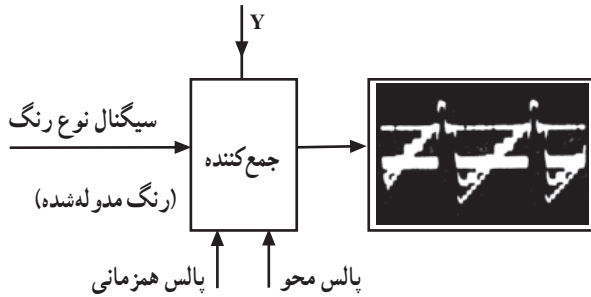 Y
سیگنال نوع رنگ
جمع‌کننده
(رنگ مدوله‌شده)
پالس محو
پالس همزمانی